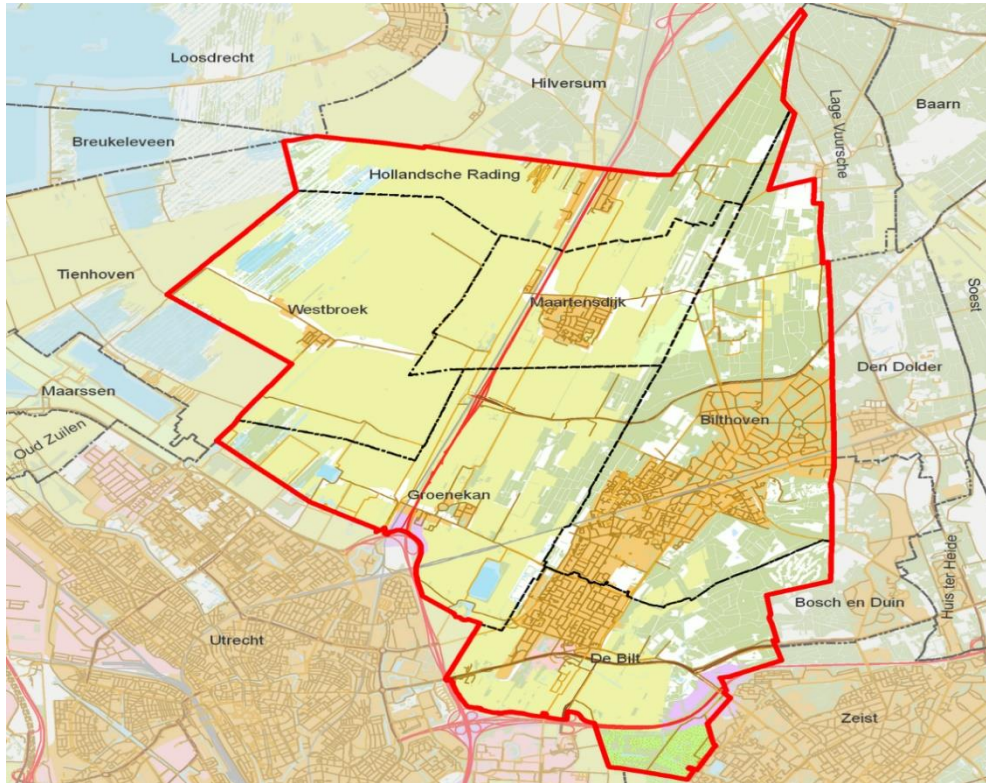 Loosdrecht
Hilversum
Lage Vuursche
Baarn
Breukeleveen
Hollandsche Rading
Tienhoven
Soest
Westbroek
Maartensdijk
Den Dolder
Maarssen
Bilthoven
Oud Zuilen
Groenekan
Huis ter Heide
Bosch en Duin
Utrecht
De Bilt
Zeist